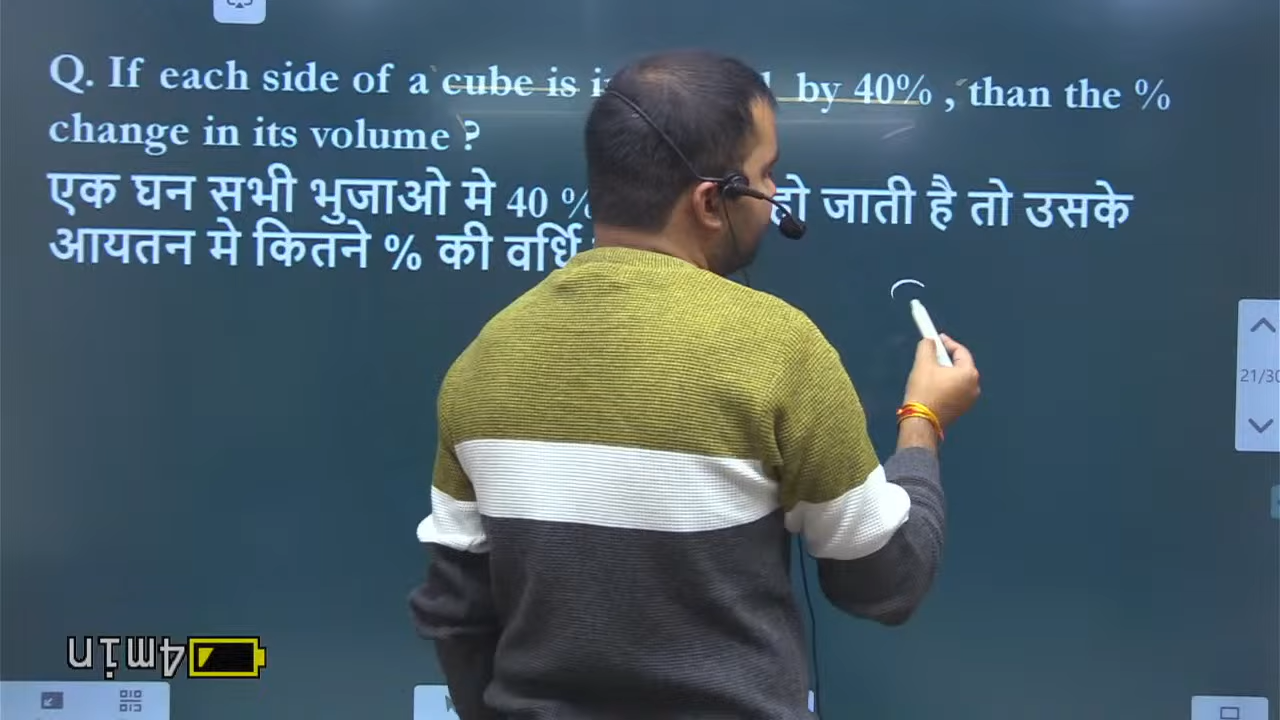 Q. If each side of a cube is by 40% , than the %
change in its volume ?
एक घन सभी भुजाओ मे 40 % हो जाती है तो उसके
आयतन मे कितने % की वर्धि
21/30
4min